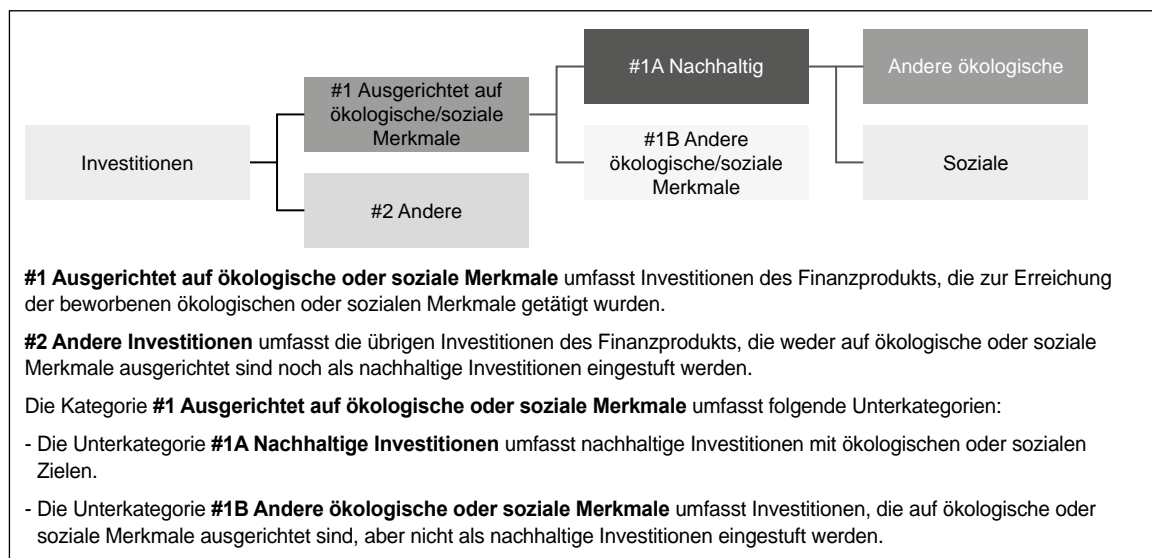 #1A Nachhaltig
Andere ökologische
#1 Ausgerichtet auf
ökologische/soziale
Merkmale
#1B Andere
ökologische/soziale
Merkmale
Investitionen
Soziale
#2 Andere
#1 Ausgerichtet auf ökologische oder soziale Merkmale umfasst Investitionen des Finanzprodukts, die zur Erreichung
der beworbenen ökologischen oder sozialen Merkmale getätigt wurden.
#2 Andere Investitionen umfasst die übrigen Investitionen des Finanzprodukts, die weder auf ökologische oder soziale
Merkmale ausgerichtet sind noch als nachhaltige Investitionen eingestuft werden.
Die Kategorie #1 Ausgerichtet auf ökologische oder soziale Merkmale umfasst folgende Unterkategorien:
- Die Unterkategorie #1A Nachhaltige Investitionen umfasst nachhaltige Investitionen mit ökologischen oder sozialen
Zielen.
- Die Unterkategorie #1B Andere ökologische oder soziale Merkmale umfasst Investitionen, die auf ökologische oder
soziale Merkmale ausgerichtet sind, aber nicht als nachhaltige Investitionen eingestuft werden.